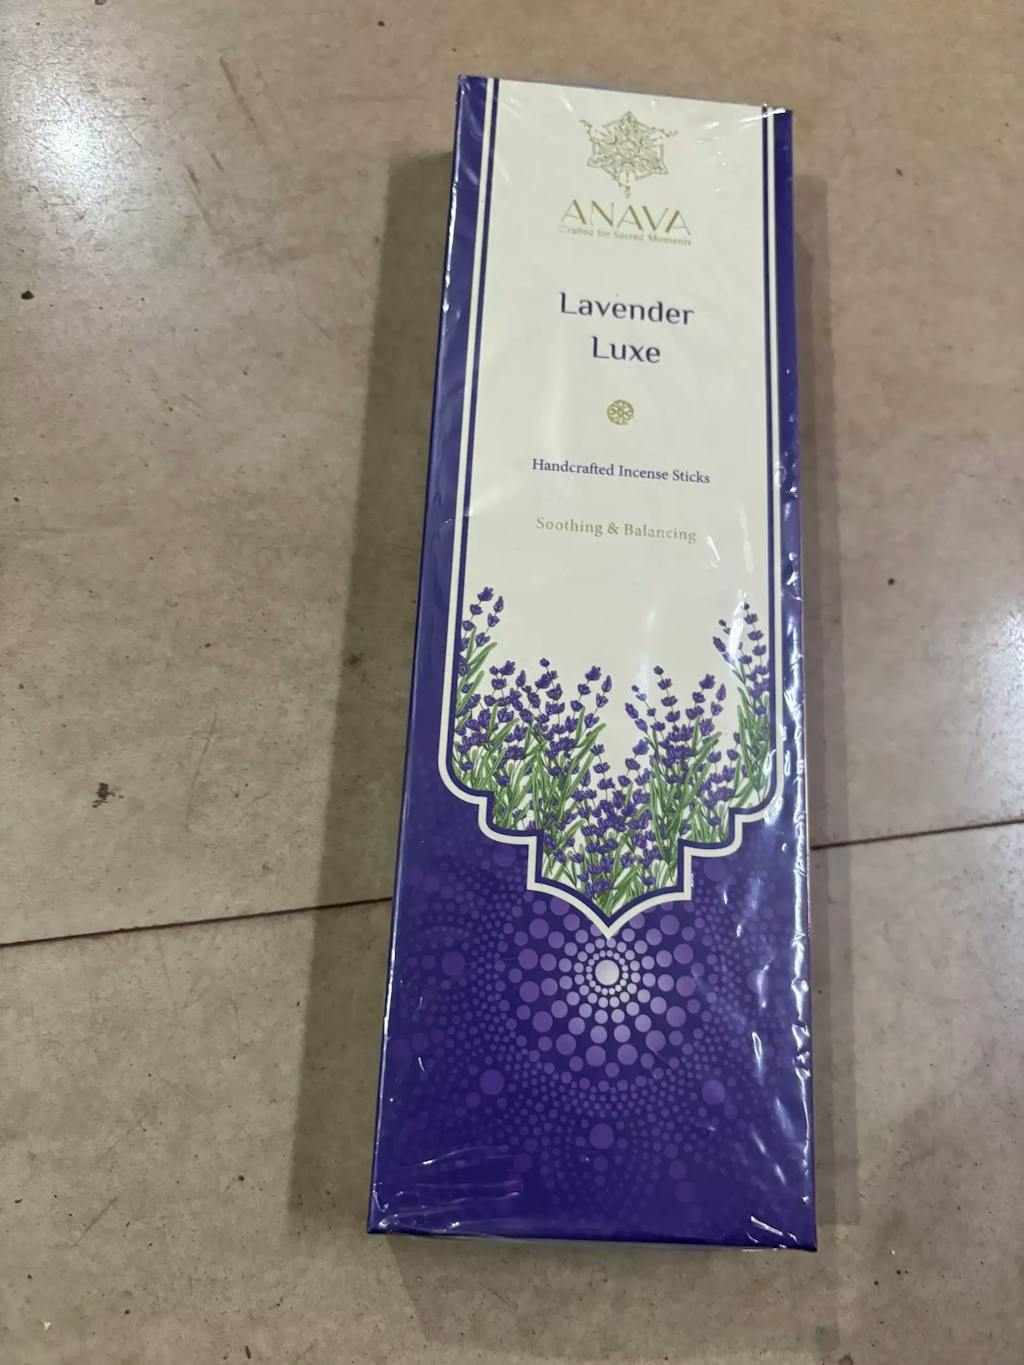 ANAVA
Crafted for Sacred Moments
Lavender
Luxe
Handcrafted Incense Sticks
Soothing & Balancing